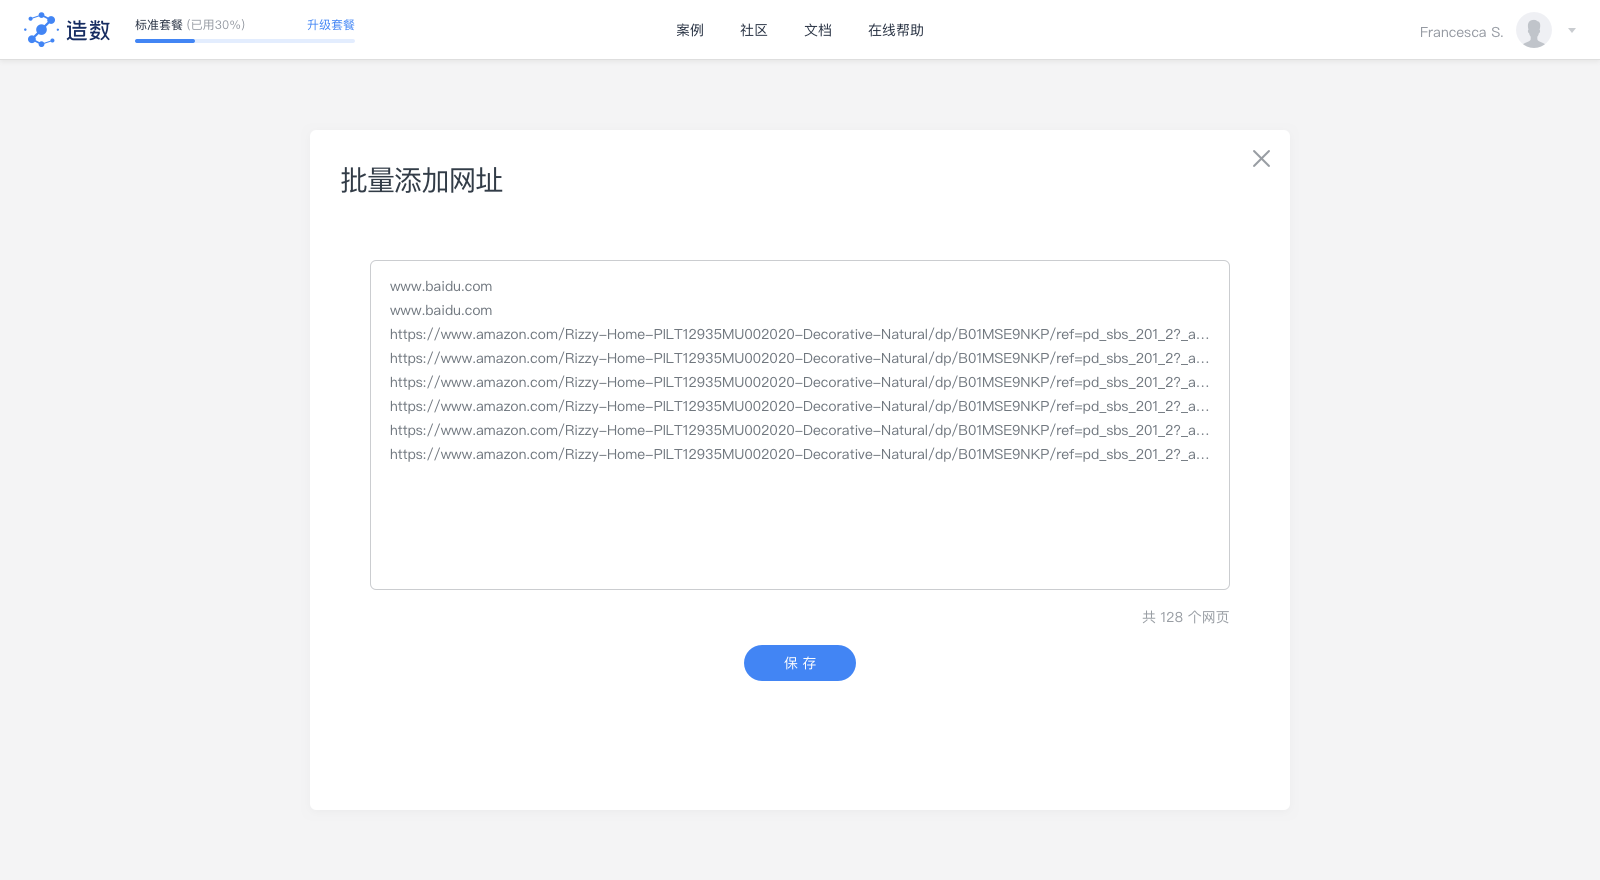 造数
标准套餐 (已用30%)
升级套餐
案例
社区
文档
在线帮助
Francesca S.
批量添加网址
www.baidu.com
www.baidu.com
https://www.amazon.com/Rizzy-Home-PILT12935MU002020-Decorative-Natural/dp/B01MSE9NKP/ref=pd_sbs_201_2?_a...
https://www.amazon.com/Rizzy-Home-PILT12935MU002020-Decorative-Natural/dp/B01MSE9NKP/ref=pd_sbs_201_2?_a...
https://www.amazon.com/Rizzy-Home-PILT12935MU002020-Decorative-Natural/dp/B01MSE9NKP/ref=pd_sbs_201_2?_a...
https://www.amazon.com/Rizzy-Home-PILT12935MU002020-Decorative-Natural/dp/B01MSE9NKP/ref=pd_sbs_201_2?_a...
https://www.amazon.com/Rizzy-Home-PILT12935MU002020-Decorative-Natural/dp/B01MSE9NKP/ref=pd_sbs_201_2?_a...
https://www.amazon.com/Rizzy-Home-PILT12935MU002020-Decorative-Natural/dp/B01MSE9NKP/ref=pd_sbs_201_2?_a...
共 128 个网页
保 存